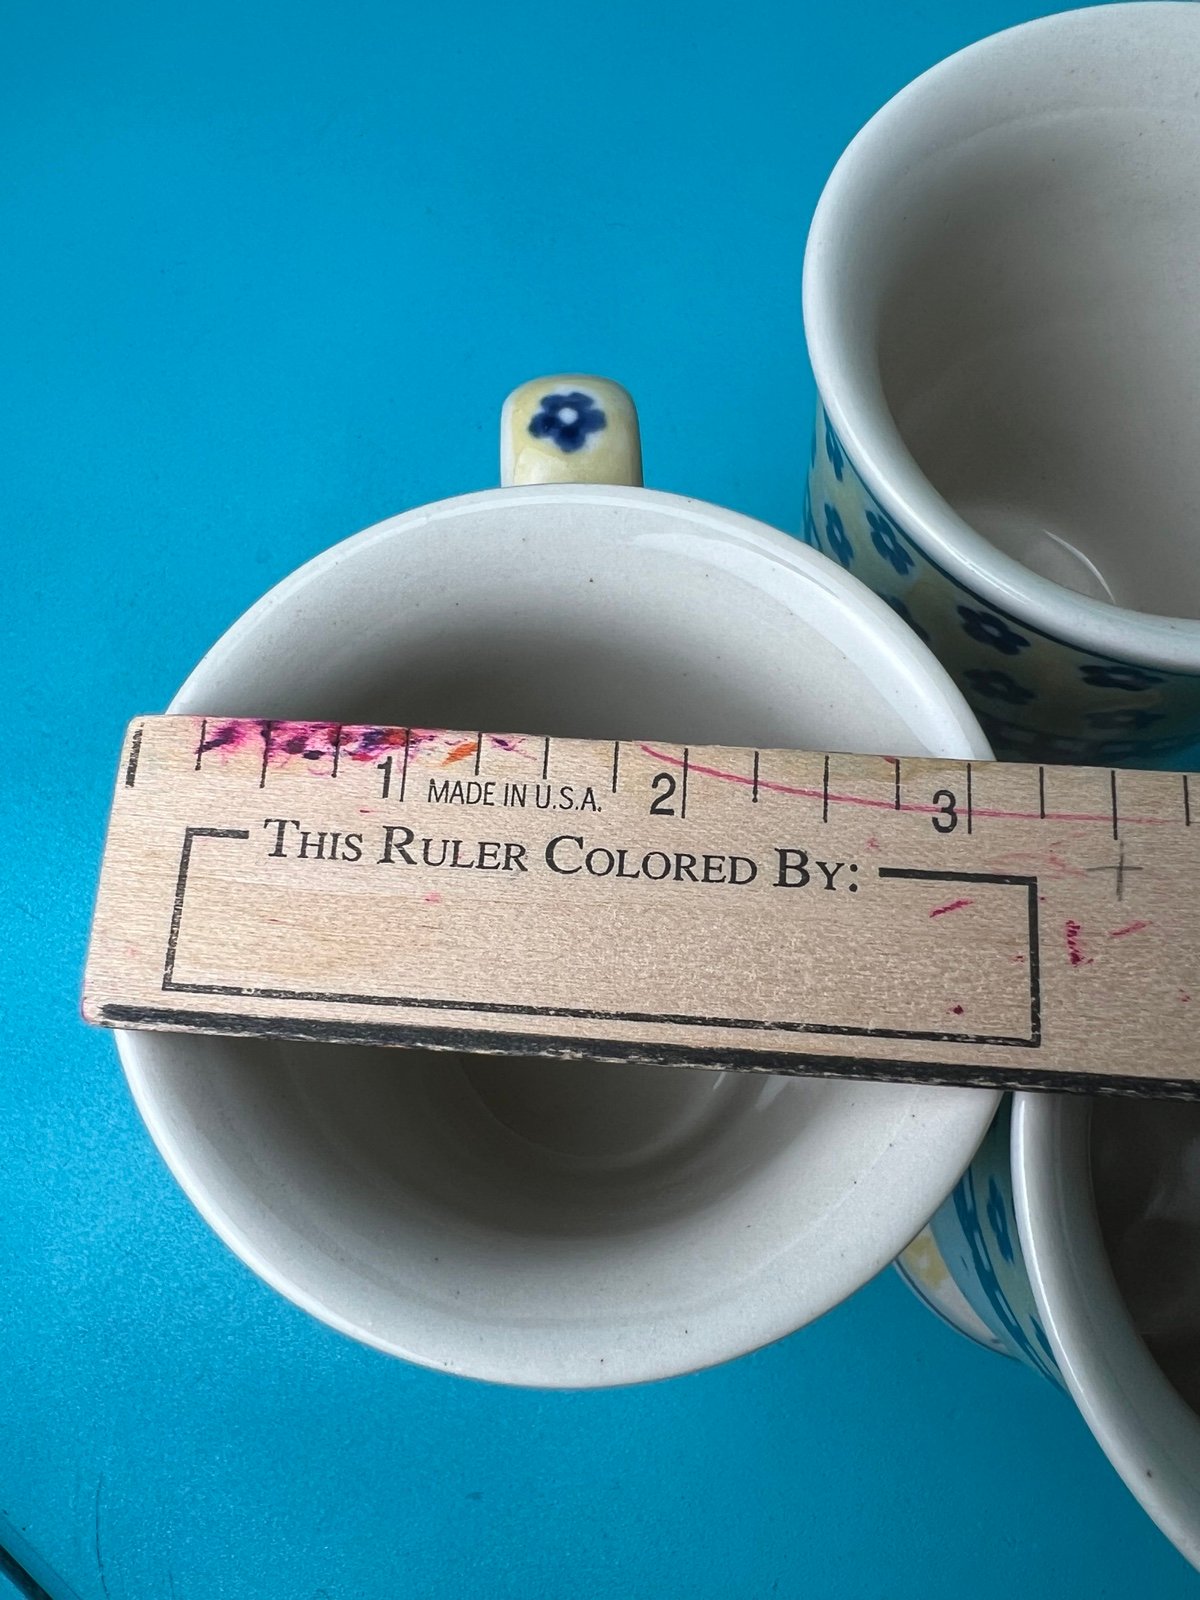 1 MADE IN U.S.A. 2 3
THIS RULER COLORED BY: